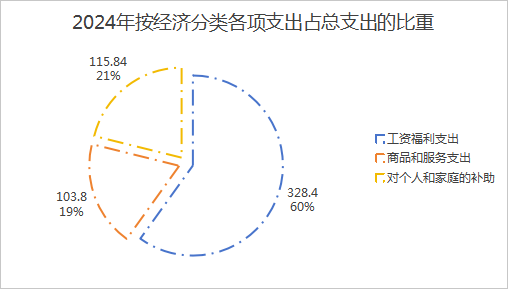 2024年按经济分类各项支出占总支出的比重
115.84
21%
工资福利支出
商品和服务支出
对个人和家庭的补助
103.8
19%
328.4
60%